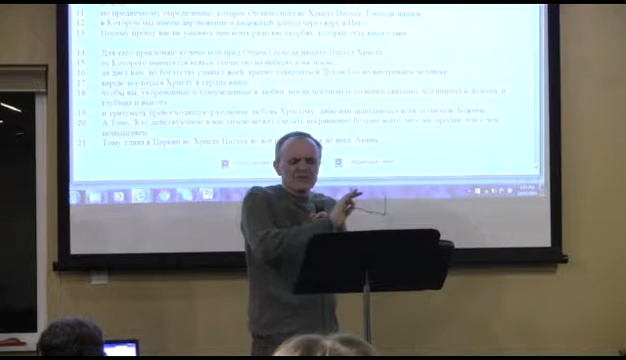 11 по предвечному определению, которое Он исполнил во Христе Иисусе, Господе нашем,
12 в Котором мы имеем дерзновение и надежный доступ через веру в Него.
13 Посему прошу вас не унывать при моих ради вас скорбях, которые суть ваша слава.
14 Для сего преклоняю колени мои пред Отцем Господа нашего Иисуса Христа,
15 от Которого именуется всякое отечество на небесах и на земле,
16 да даст вам, по богатству славы Своей, крепко утвердиться Духом Его во внутреннем человеке,
17 верою вселиться Христу в сердца ваши,
18 чтобы вы, укорененные и утвержденные в любви, могли постигнуть со всеми святыми, что широта и долгота, и
глубина и высота,
19 и уразуметь превосходящую разумение любовь Христову, дабы вам исполниться всею полнотою Божиею.
20 А Тому, Кто действующею в нас силою может сделать несравненно больше всего, чего мы просим, или о чем
помышляем,
21 Тому слава в Церкви во Христе Иисусе во все до века. Аминь.